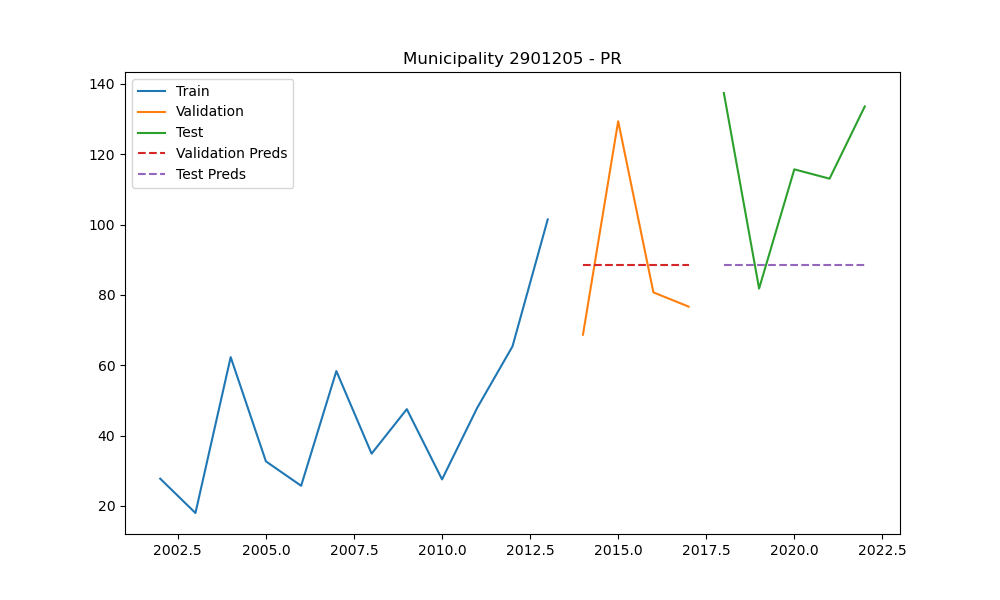 Municipality 2901205 - PR
140
120
100
80
60
40
20
Train
Validation
Test
Validation Preds
Test Preds
2002.5 2005.0 2007.5 2010.0 2012.5 2015.0 2017.5 2020.0 2022.5